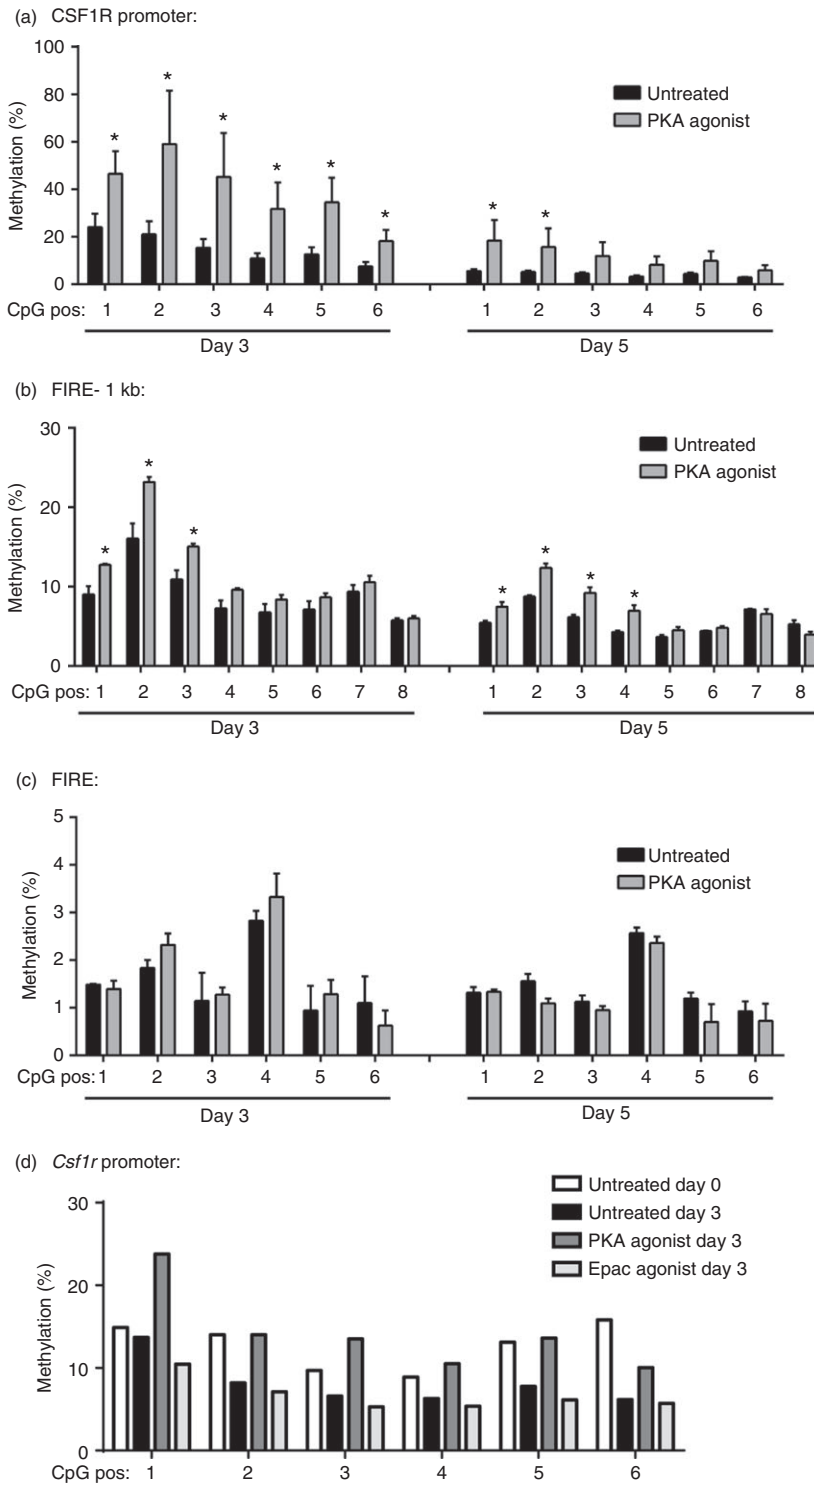 (a) CSF1R promoter:
100
80
60
40
20
0
Methylation (%)
* * * * * * * *
Untreated
PKA agonist
CpG pos: 1 2 3 4 5 6 1 2 3 4 5 6
Day 3 Day 5
(b) FIRE- 1 kb:
30
20
10
0
Methylation (%)
* * * * * * *
Untreated
PKA agonist
CpG pos: 1 2 3 4 5 6 7 8 1 2 3 4 5 6 7 8
Day 3 Day 5
(c) FIRE:
5
4
3
2
1
0
Methylation (%)
Untreated
PKA agonist
CpG pos: 1 2 3 4 5 6 1 2 3 4 5 6
Day 3 Day 5
(d) Csf1r promoter:
30
20
10
0
Methylation (%)
Untreated day 0
Untreated day 3
PKA agonist day 3
Epac agonist day 3
CpG pos: 1 2 3 4 5 6